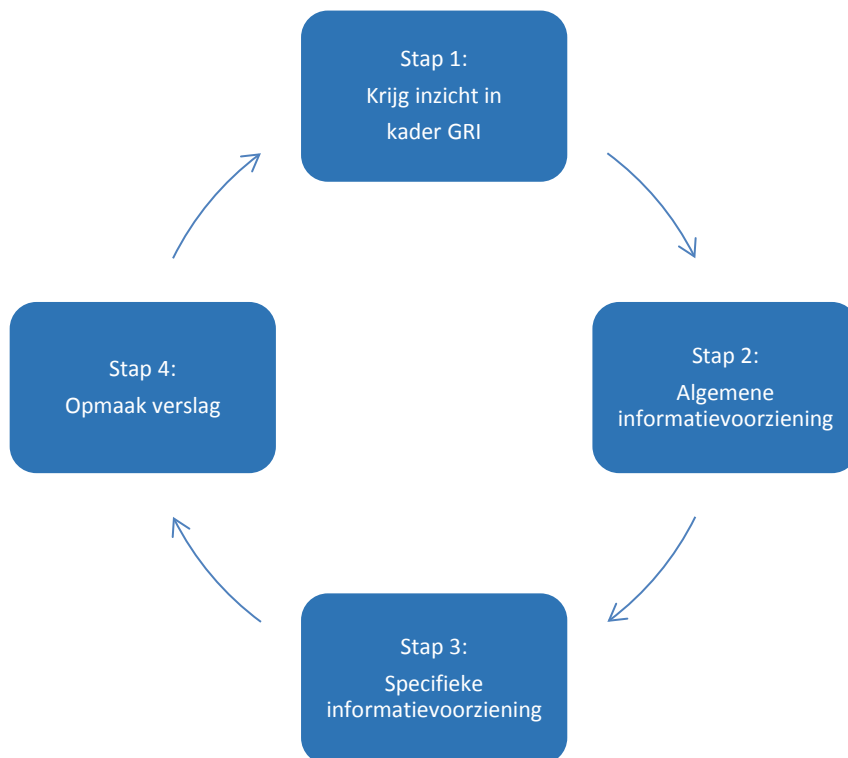 Stap 1:
Krijg inzicht in
kader GRI
Stap 2:
Algemene
informatievoorziening
Stap 3:
Specifieke
informatievoorziening
Stap 4:
Opmaak verslag